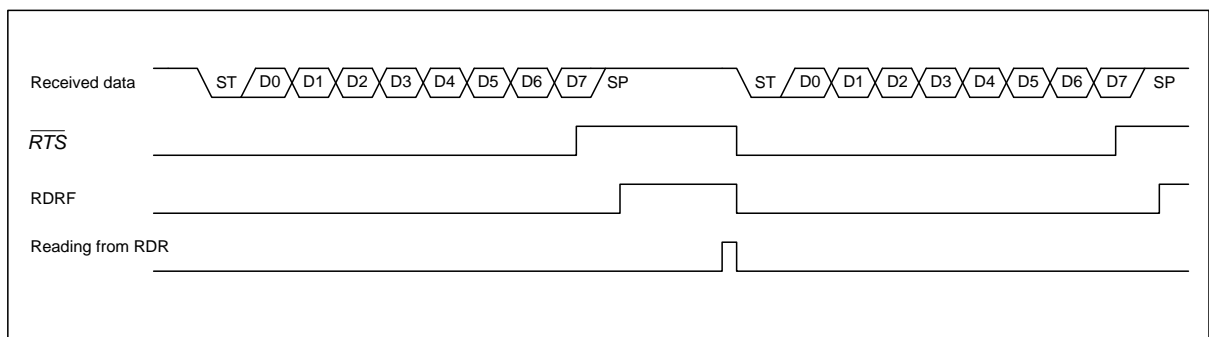 Received data ST D0 D1 D2 D3 D4 D5 D6 D7 SP ST D0 D1 D2 D3 D4 D5 D6 D7 SP
RTS
RDRF
Reading from RDR